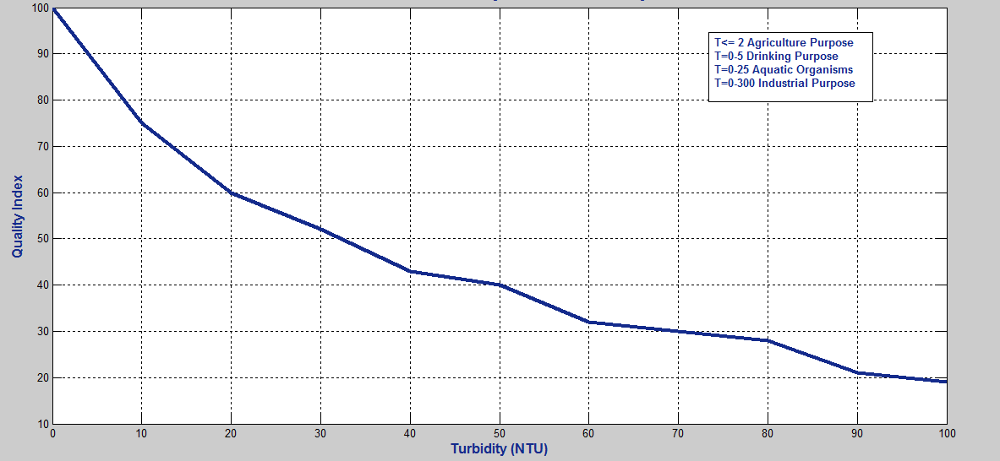 100
90
80
70
60
50
40
30
20
10
Quality Index
T<= 2 Agriculture Purpose
T=0-5 Drinking Purpose
T=0-25 Aquatic Organisms
T=0-300 Industrial Purpose
0 10 20 30 40 50 60 70 80 90 100
Turbidity (NTU)